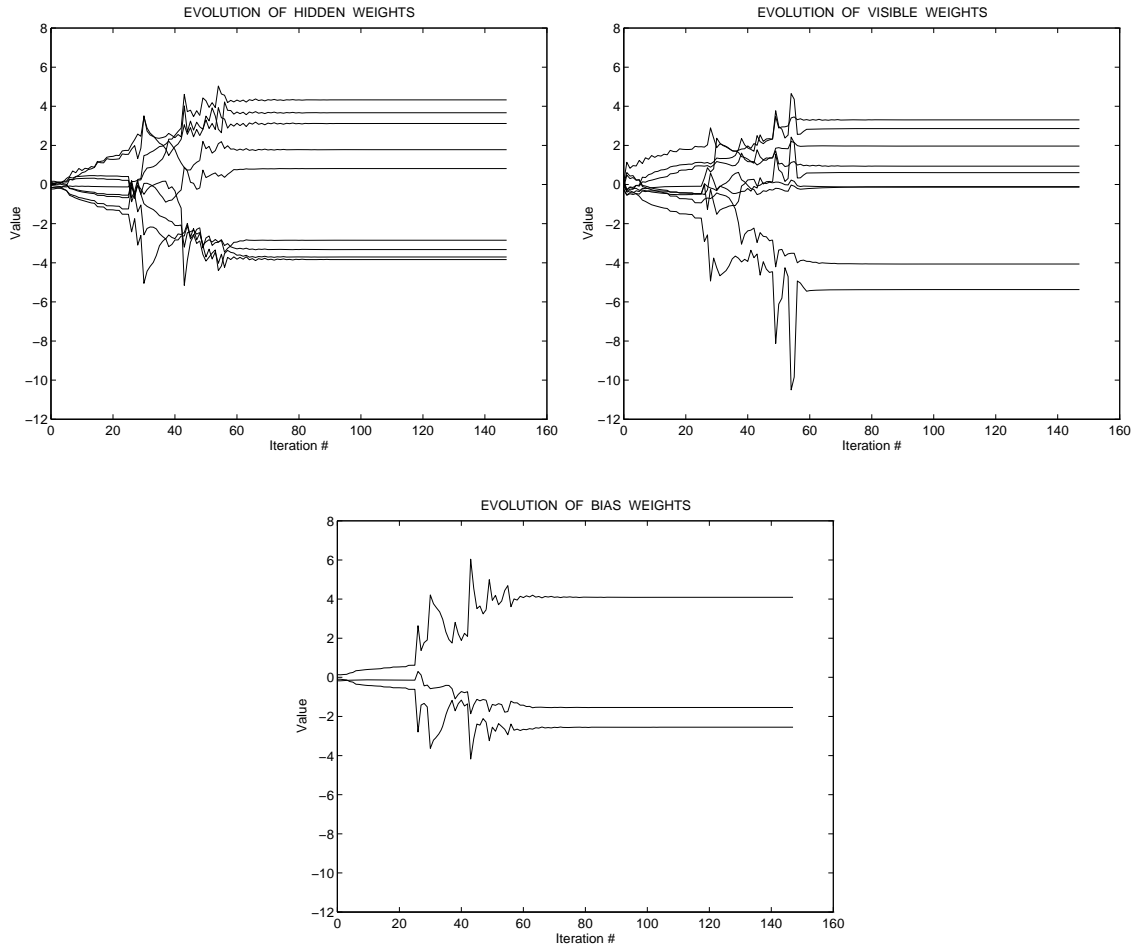 EVOLUTION OF HIDDEN WEIGHTS
8
6
4
2
0
−2
−4
−6
−8
−10
−12
Value
0 20 40 60 80 100 120 140 160
Iteration #
EVOLUTION OF VISIBLE WEIGHTS
8
6
4
2
0
−2
−4
−6
−8
−10
−12
Value
0 20 40 60 80 100 120 140 160
Iteration #
EVOLUTION OF BIAS WEIGHTS
8
6
4
2
0
−2
−4
−6
−8
−10
−12
Value
0 20 40 60 80 100 120 140 160
Iteration #